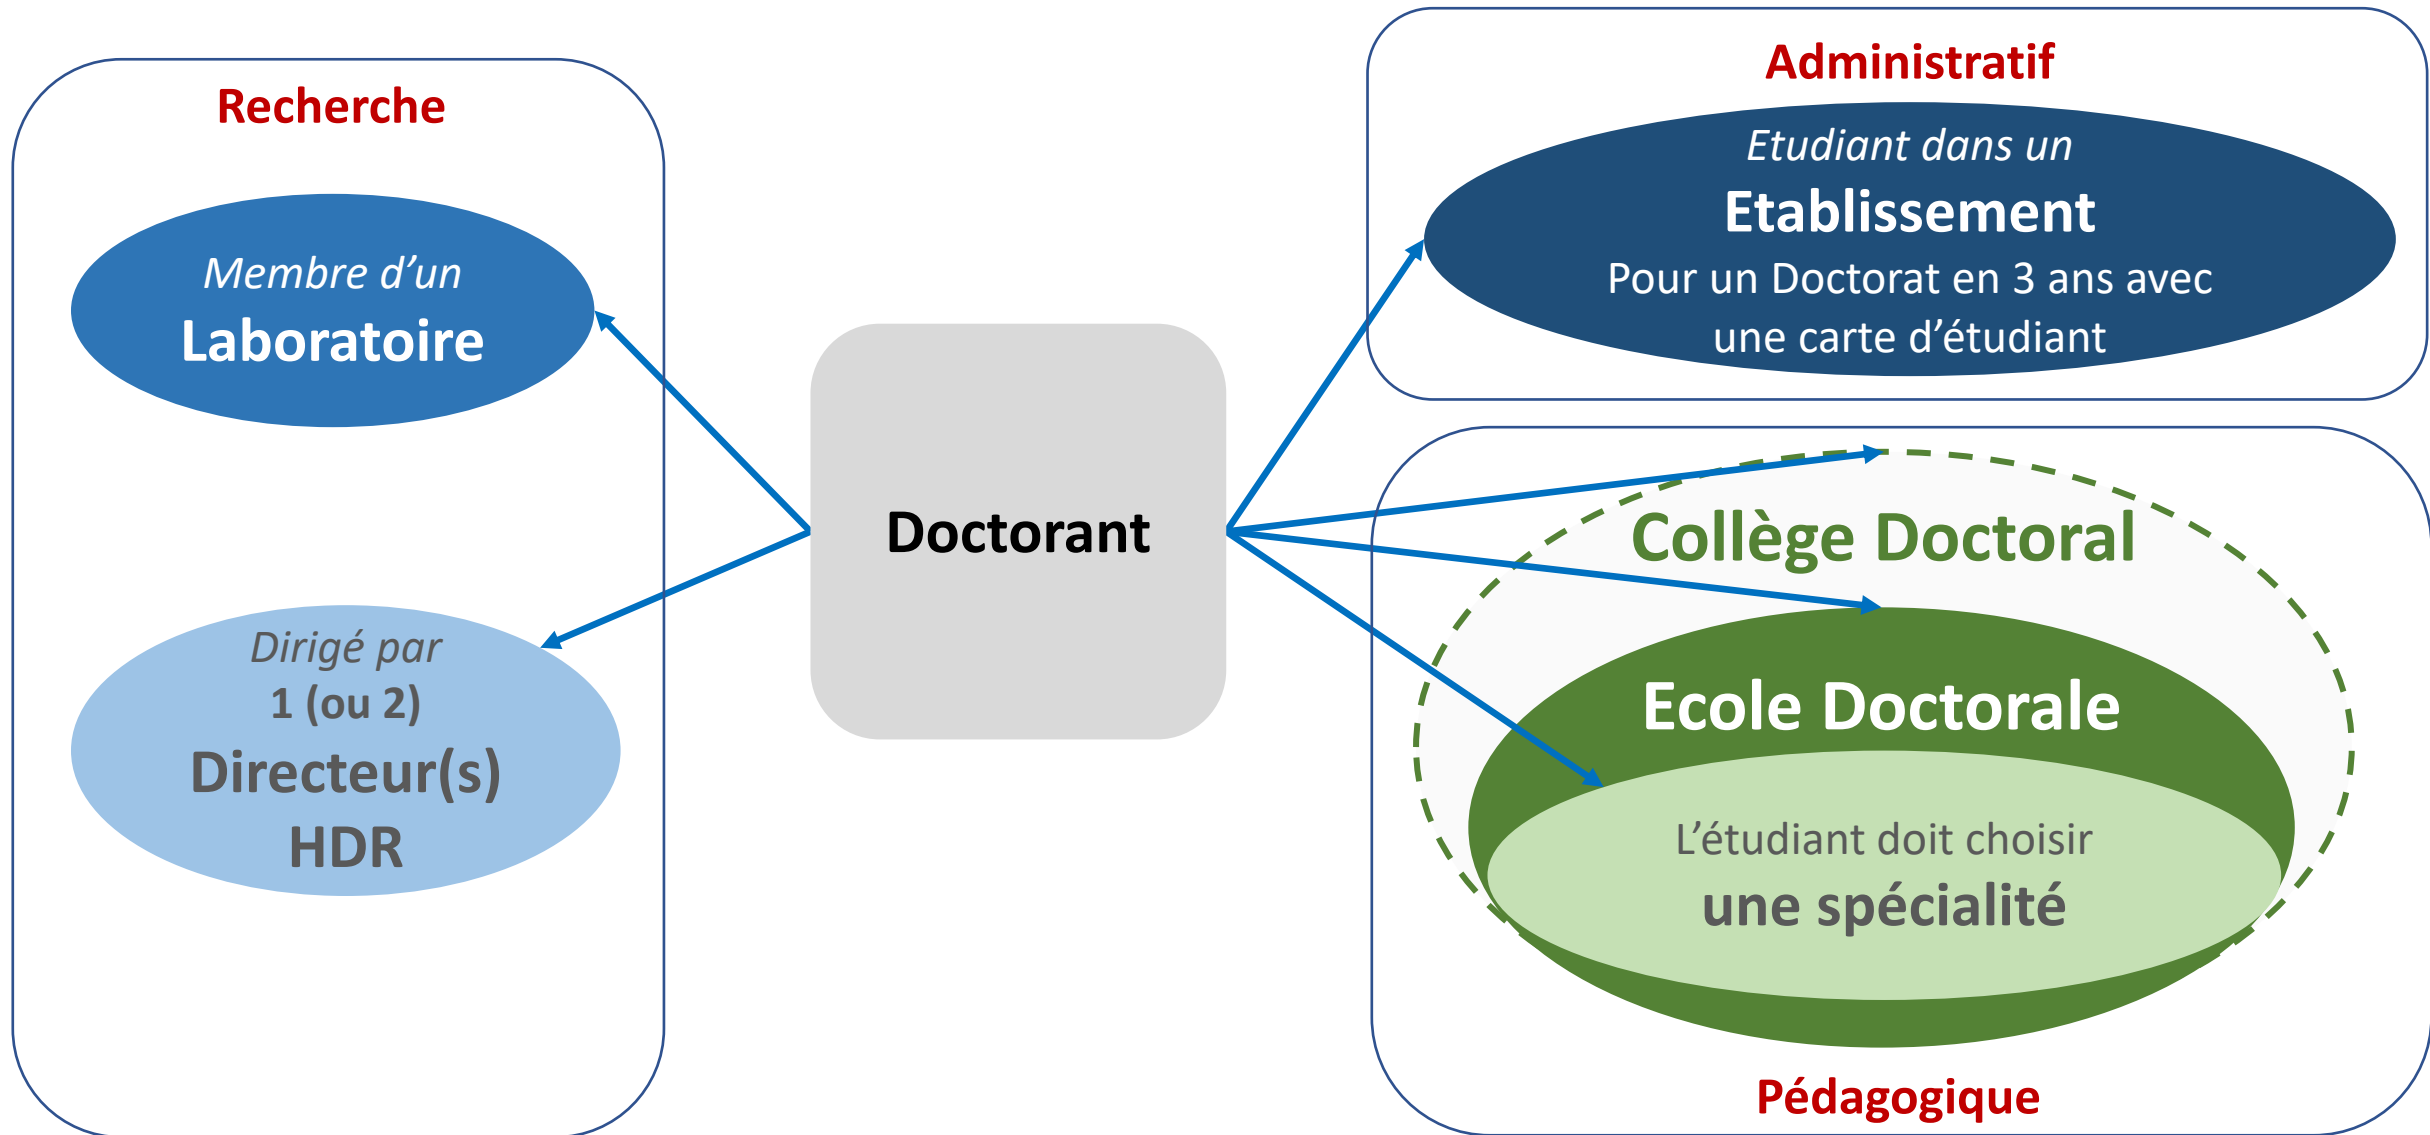 Recherche
Membre d’un
Laboratoire
Dirigé par
1 (ou 2)
Directeur(s)
HDR
Doctorant
Administratif
Etudiant dans un
Etablissement
Pour un Doctorat en 3 ans avec
une carte d’étudiant
Collège Doctoral
Ecole Doctorale
L’étudiant doit choisir
une spécialité
Pédagogique